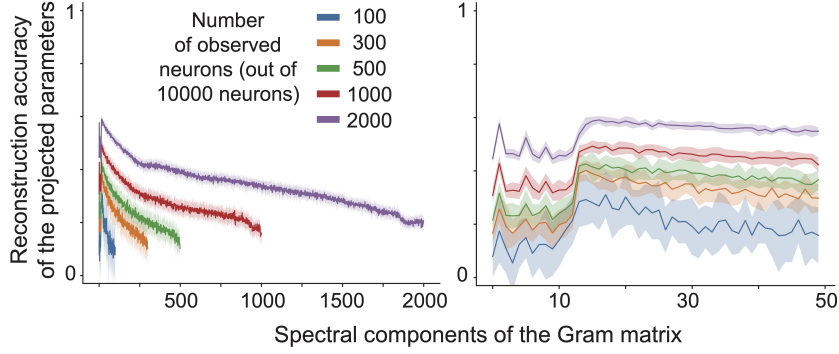 Reconstruction accuracy
of the projected parameters
1
0
Number
of observed
neurons (out of
10000 neurons)
100
300
500
1000
2000
500
1000
1500
2000
1
0
10
30
50
Spectral components of the Gram matrix